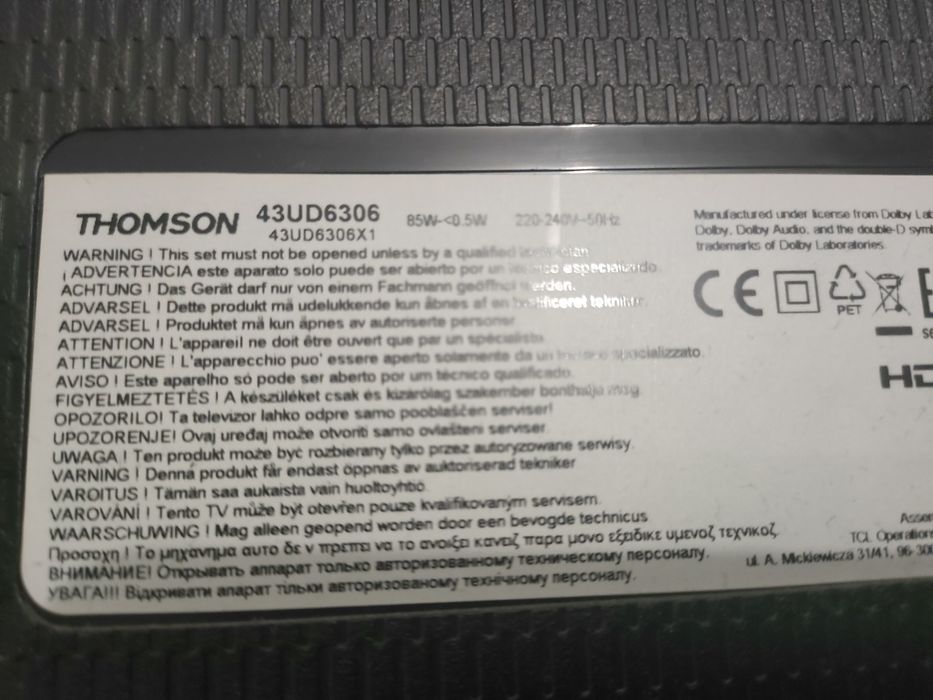 THOMSON 43UD6306 85W-<0.5W 220-240V~50Hz
43UD6306X1
WARNING ! This set must not be opened unless by a qualified
¡ ADVERTENCIA este aparato solo puede ser abierto por un especializado.
ACHTUNG ! Das Gerät darf nur von einem Fachmann geöffnet werden.
ADVARSEL ! Dette produkt må udelukkende kun åbnes af en tekniker.
ADVARSEL ! Produktet må kun åpnes av autoriserte personer
ATTENTION ! L'appareil ne doit être ouvert que par un spécialiste
ATTENZIONE ! L'apparecchio puo' essere aperto solamente da un specializzato.
AVISO ! Este aparelho só pode ser aberto por um técnico qualificado.
FIGYELMEZTETÉS ! A készüléket csak és kizárólag szakember bonthatja meg
OPOZORILO! Ta televizor lahko odpre samo pooblaščen serviser!
UPOZORENJE! Ovaj uređaj može otvoriti samo ovlašteni serviser.
UWAGA ! Ten produkt może być rozbierany tylko przez autoryzowane serwisy.
VARNING ! Denna produkt får endast öppnas av auktoriserad tekniker
VAROITUS ! Tämän saa aukaista vain huoltoyhtiö.
VAROVÁNÍ ! Tento TV může být otevřen pouze kvalifikovaným servisem.
WAARSCHUWING ! Mag alleen geopend worden door een bevogde technicus
Προσοχη ! Το μηχανημα αυτο δε ν πρεπει να το ανοιξει κανεiζ παρα μονο εξειδικε υμενοζ τεχνικοζ.
ВНИМАНИЕ! Открывать аппарат только авторизованному техническому персоналу.
УВАГА!!! Відкривати апарат тільки авторизованому технічному персоналу.
Manufactured under license from Dolby
Dolby, Dolby Audio, and the double-D
trademarks of Dolby Laboratories.
CE
PET
TCL
ul. A. Mickiewicza 31/41,